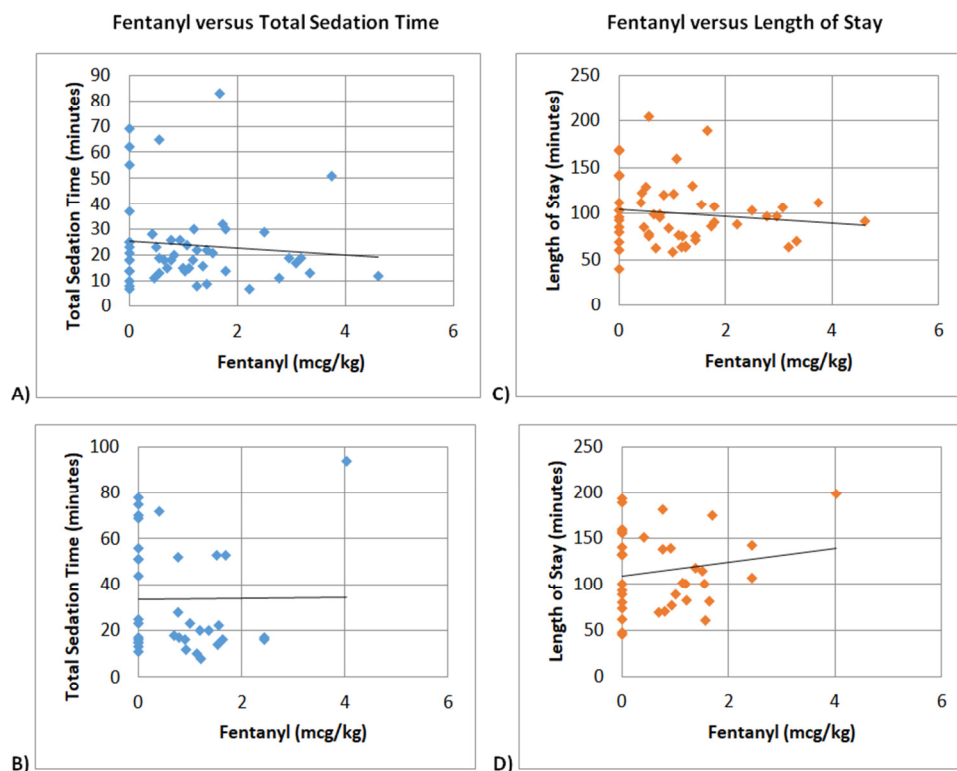 Fentanyl versus Total Sedation Time
Fentanyl versus Length of Stay
Total Sedation Time (minutes)
90
80
70
60
50
40
30
20
10
0
0 2 4 6
Fentanyl (mcg/kg)
A)
Length of Stay (minutes)
250
200
150
100
50
0
0 2 4 6
Fentanyl (mcg/kg)
C)
Total Sedation Time (minutes)
100
80
60
40
20
0
0 2 4 6
Fentanyl (mcg/kg)
B)
Length of Stay (minutes)
250
200
150
100
50
0
0 2 4 6
Fentanyl (mcg/kg)
D)